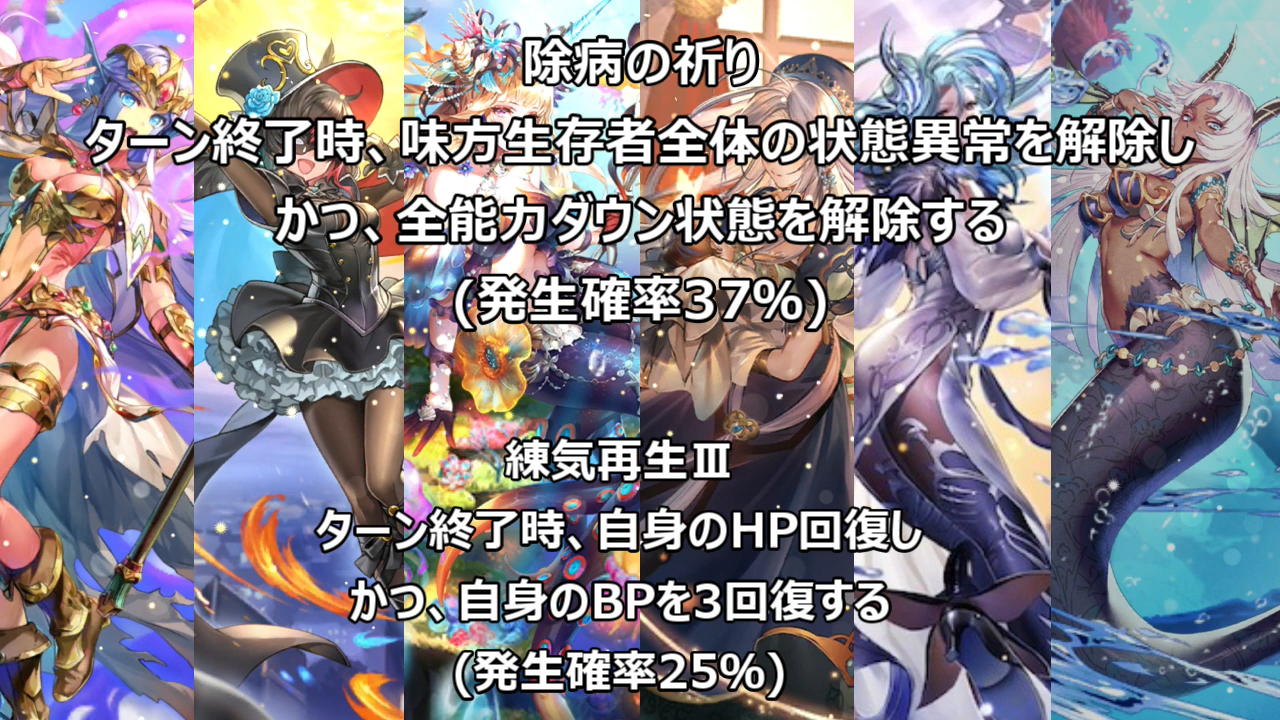 除病の祈り
ターン終了時、味方生存者全体の状態異常を解除し
かつ、全能力ダウン状態を解除する
(発生確率37%)
練気再生Ⅲ
ターン終了時、自身のHP回復し
かつ、自身のBPを3回復する
(発生確率25%)